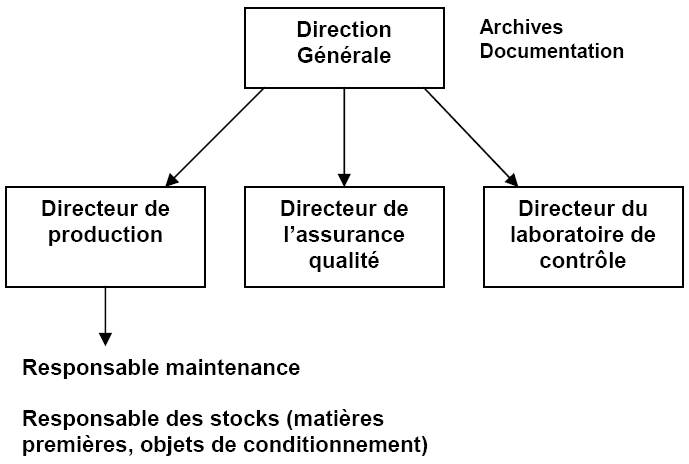 Direction
Générale
Archives
Documentation
Directeur de
production
Directeur de
l’assurance
qualité
Directeur du
laboratoire de
contrôle
Responsable maintenance
Responsable des stocks (matières
premières, objets de conditionnement)